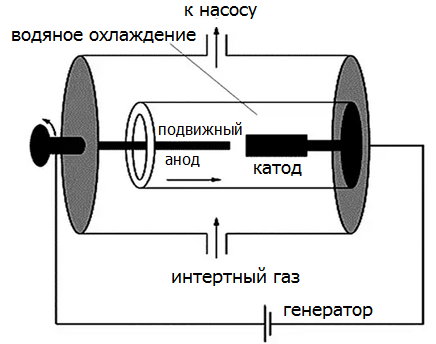 к насосу
водяное охлаждение
подвижный
анод
катод
интертный газ
генератор